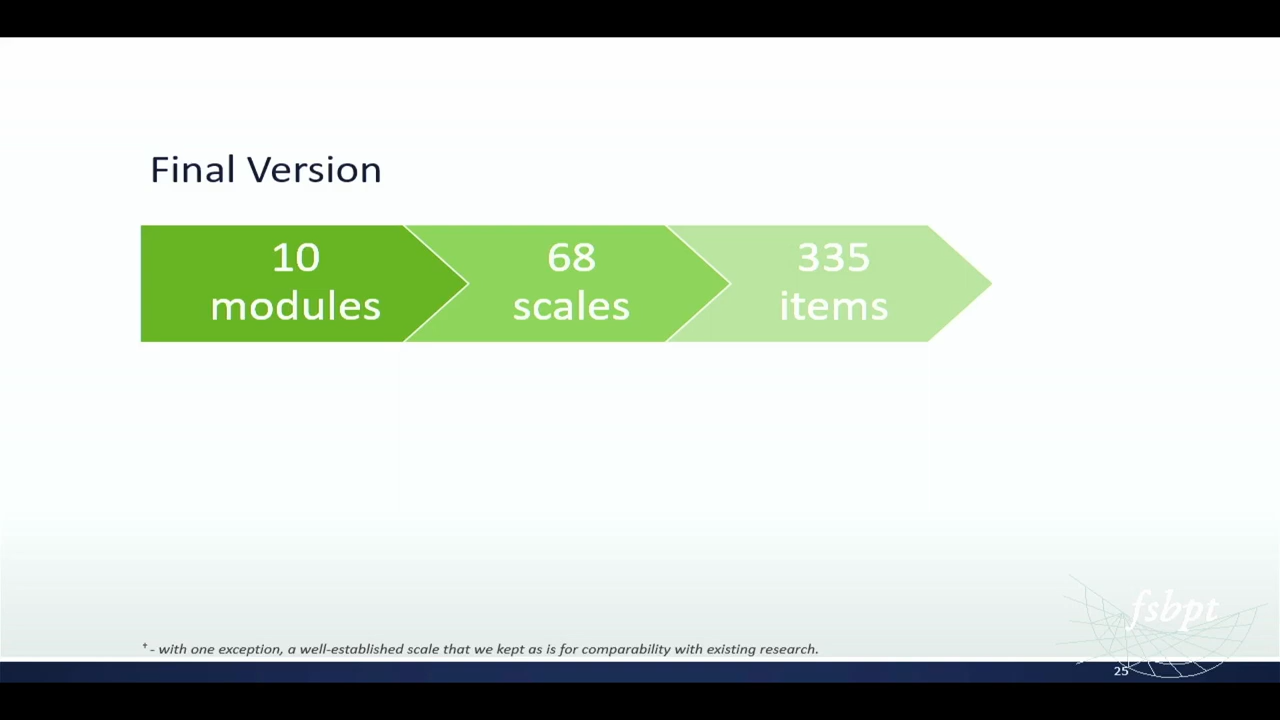 Final Version
10
modules
68
scales
335
items
fsbpt
† - with one exception, a well-established scale that we kept as is for comparability with existing research.
25